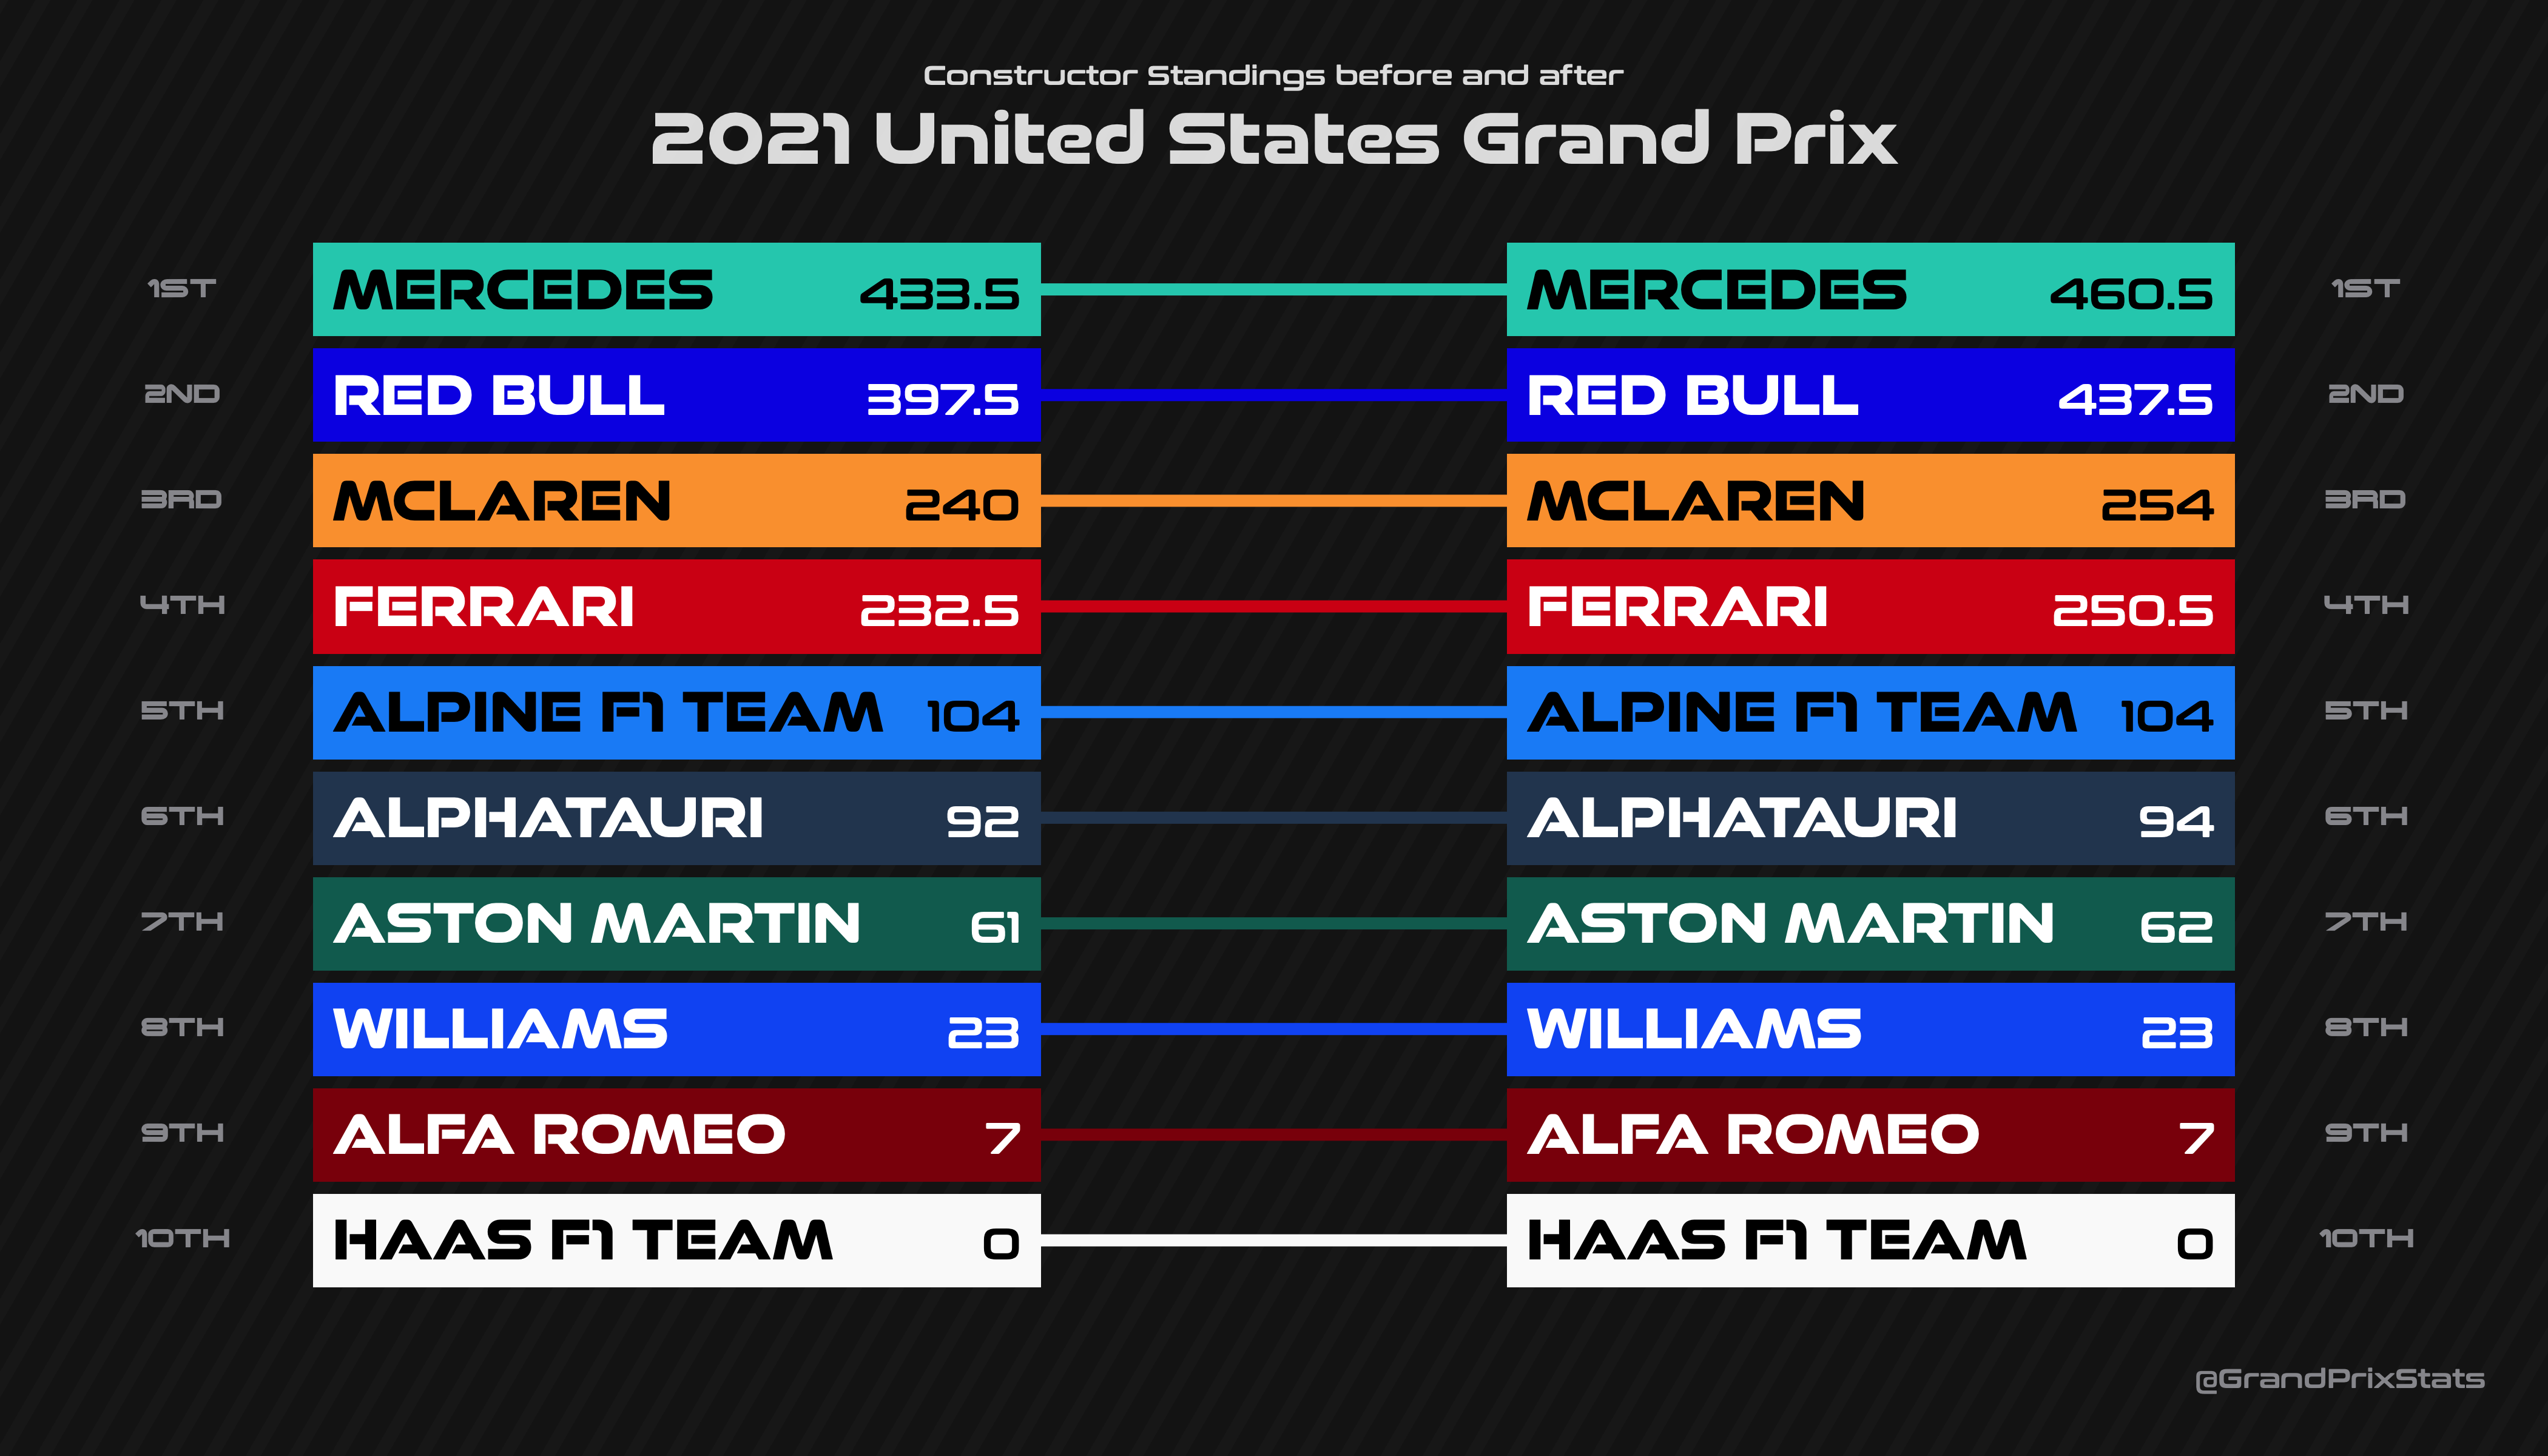 Constructor Standings before and after
2021 United States Grand Prix
1ST MERCEDES 433.5 MERCEDES 460.5 1ST
2ND RED BULL 397.5 RED BULL 437.5 2ND
3RD MCLAREN 240 MCLAREN 254 3RD
4TH FERRARI 232.5 FERRARI 250.5 4TH
5TH ALPINE F1 TEAM 104 ALPINE F1 TEAM 104 5TH
6TH ALPHATAURI 92 ALPHATAURI 94 6TH
7TH ASTON MARTIN 61 ASTON MARTIN 62 7TH
8TH WILLIAMS 23 WILLIAMS 23 8TH
9TH ALFA ROMEO 7 ALFA ROMEO 7 9TH
10TH HAAS F1 TEAM 0 HAAS F1 TEAM 0 10TH
@GrandPrixStats